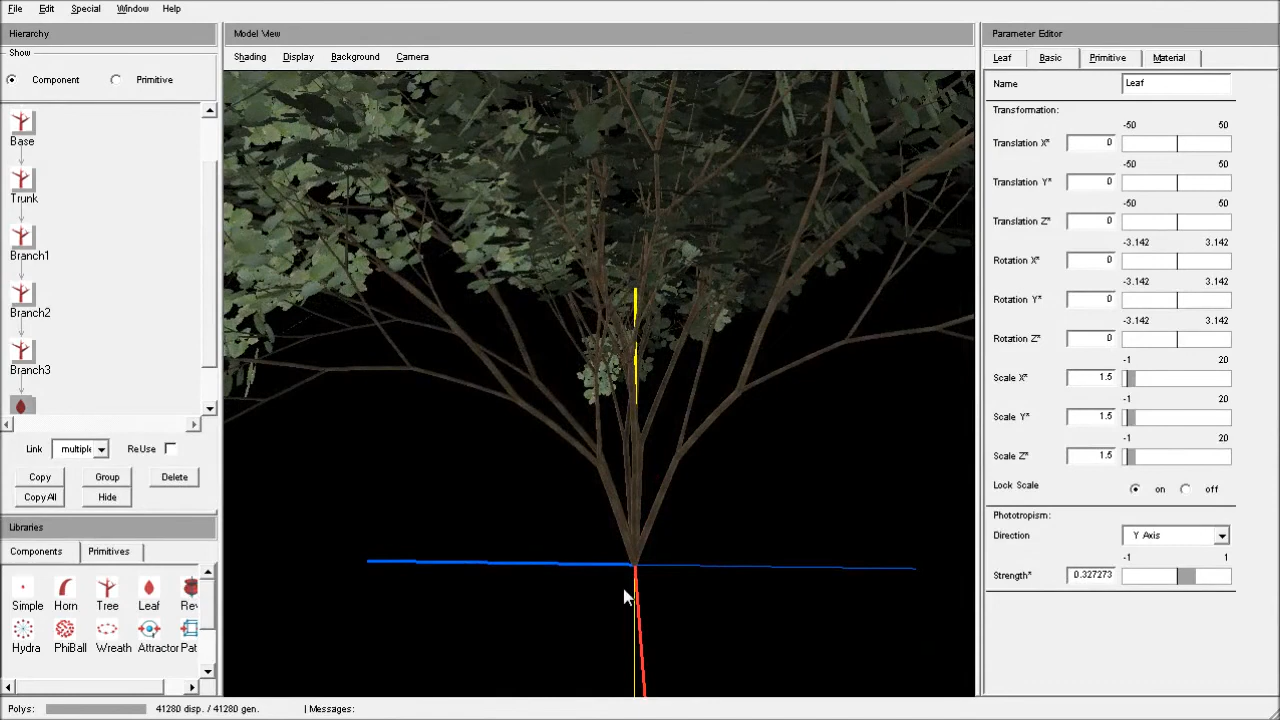 File Edit Special Window Help
Hierarchy
Show
Component Primitive
Base
Trunk
Branch1
Branch2
Branch3
Link multiple ReUse
Copy Group Delete
Copy All Hide
Libraries
Components Primitives
Simple Horn Tree Leaf Rev
Hydra PhiBall Wreath Attractor Pat
Model View
Shading Display Background Camera
Parameter Editor
Leaf Basic Primitive Material
Name Leaf
Transformation:
-50 50
Translation X* 0
-50 50
Translation Y* 0
-50 50
Translation Z* 0
-3.142 3.142
Rotation X* 0
-3.142 3.142
Rotation Y* 0
-3.142 3.142
Rotation Z* 0
-1 20
Scale X* 1.5
-1 20
Scale Y* 1.5
-1 20
Scale Z* 1.5
Lock Scale on off
Phototropism:
Direction Y Axis
-1 1
Strength* 0.327273
Polys: 41280 disp. / 41280 gen. | Messages: